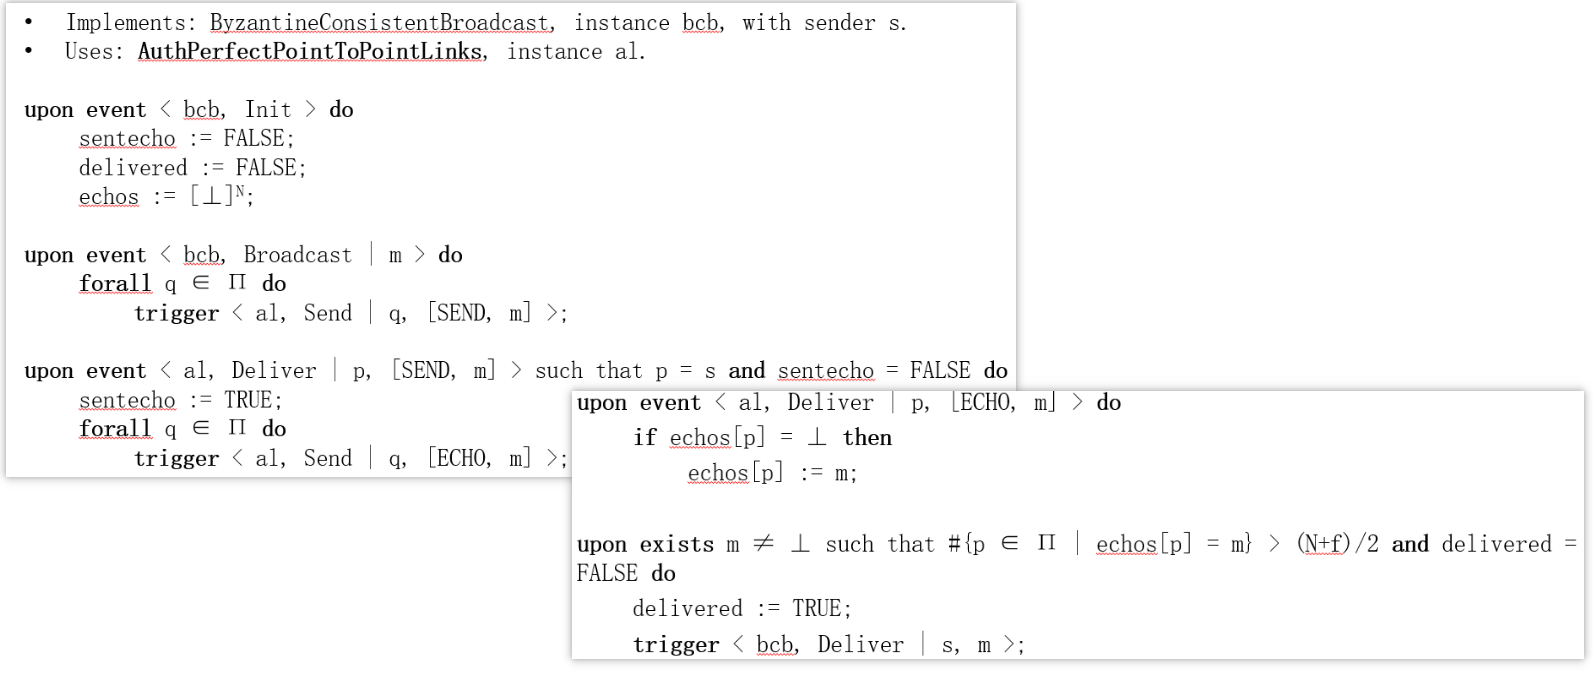 • Implements: ByzantineConsistentBroadcast, instance bcb, with sender s.
• Uses: AuthPerfectPointToPointLinks, instance al.
upon event < bcb, Init > do
sentecho := FALSE;
delivered := FALSE;
echos := [⊥]ᴺ;
upon event < bcb, Broadcast | m > do
forall q ∈ Π do
trigger < al, Send | q, [SEND, m] >;
upon event < al, Deliver | p, [SEND, m] > such that p = s and sentecho = FALSE do
sentecho := TRUE;
forall q ∈ Π do
trigger < al, Send | q, [ECHO, m] >;
upon event < al, Deliver | p, [ECHO, m] > do
if echos[p] = ⊥ then
echos[p] := m;
upon exists m ≠ ⊥ such that #{p ∈ Π | echos[p] = m} > (N+f)/2 and delivered =
FALSE do
delivered := TRUE;
trigger < bcb, Deliver | s, m >;